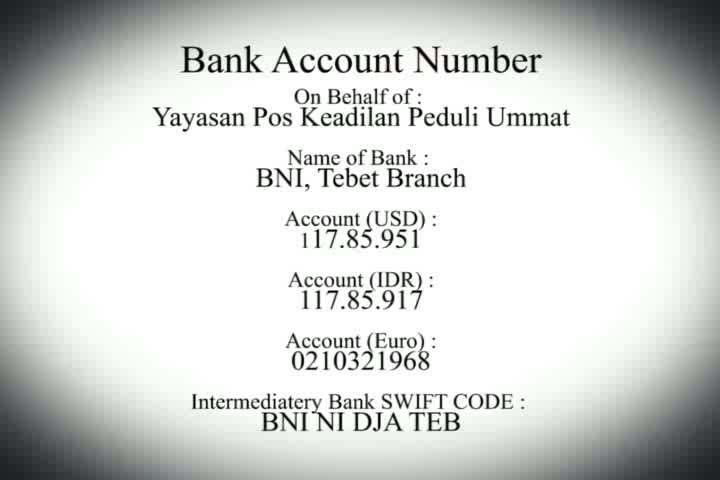 Bank Account Number
On Behalf of :
Yayasan Pos Keadilan Peduli Ummat
Name of Bank :
BNI, Tebet Branch
Account (USD) :
117.85.951
Account (IDR) :
117.85.917
Account (Euro) :
0210321968
Intermediatery Bank SWIFT CODE :
BNI NI DJA TEB